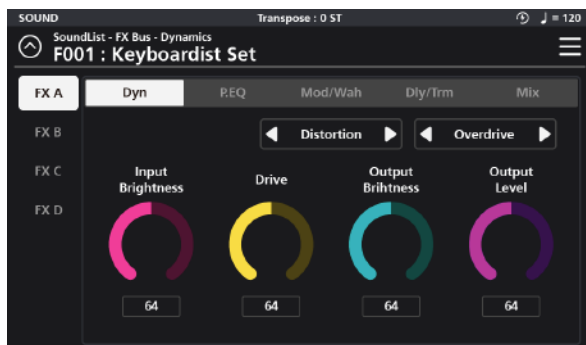 SOUND Transpose : 0 ST ♩ = 120
SoundList - FX Bus - Dynamics
F001 : Keyboardist Set
FX A Dyn P.EQ Mod/Wah Dly/Trm Mix
FX B Distortion Overdrive
FX C
FX D
Input Brightness
Drive
Output Brihtness
Output Level
64 64 64 64